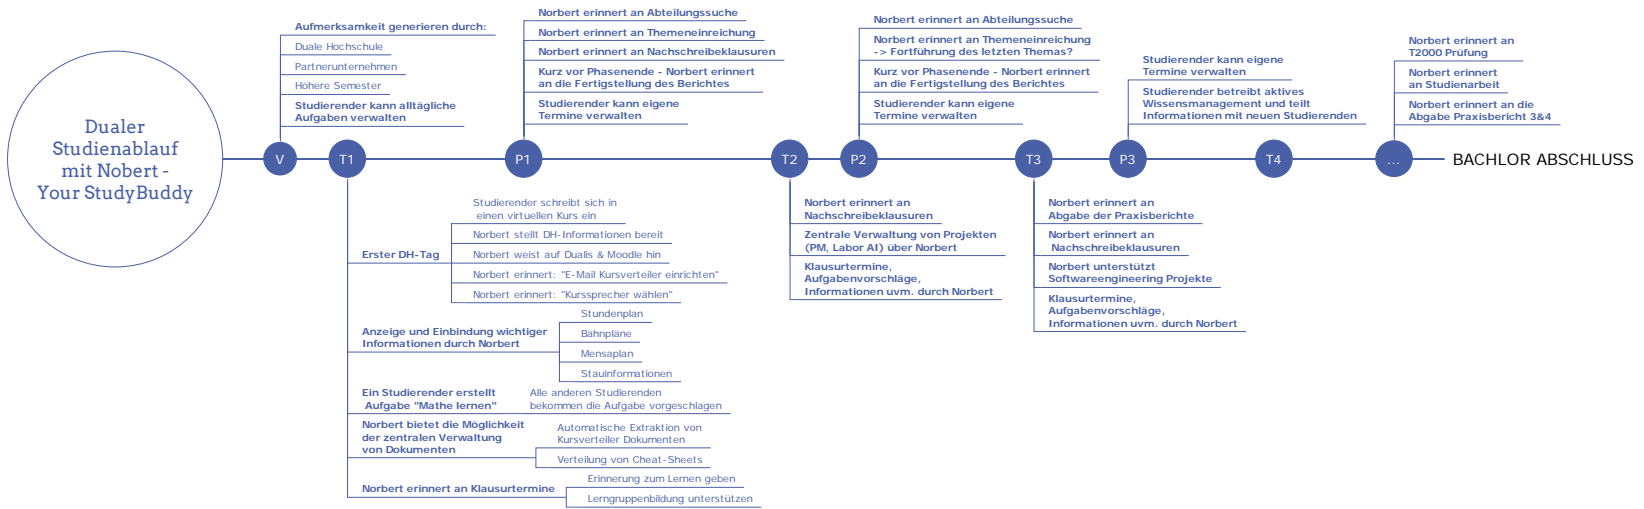 Dualer
Studienablauf
mit Nobert -
Your StudyBuddy
V
Aufmerksamkeit generieren durch:
Duale Hochschule
Partnerunternehmen
Höhere Semester
Studierender kann alltägliche
Aufgaben verwalten
T1
Erster DH-Tag
Studierender schreibt sich in
einen virtuellen Kurs ein
Norbert stellt DH-Informationen bereit
Norbert weist auf Dualis & Moodle hin
Norbert erinnert: "E-Mail Kursverteiler einrichten"
Norbert erinnert: "Kurssprecher wählen"
Anzeige und Einbindung wichtiger
Informationen durch Norbert
Stundenplan
Bahnpläne
Mensaplan
Stauinformationen
Ein Studierender erstellt
Aufgabe "Mathe lernen"
Alle anderen Studierenden
bekommen die Aufgabe vorgeschlagen
Norbert bietet die Möglichkeit
der zentralen Verwaltung
von Dokumenten
Automatische Extraktion von
Kursverteiler Dokumenten
Verteilung von Cheat-Sheets
Norbert erinnert an Klausurtermine
Erinnerung zum Lernen geben
Lerngruppenbildung unterstützen
P1
Norbert erinnert an Abteilungssuche
Norbert erinnert an Themeneinreichung
Norbert erinnert an Nachschreibeklausuren
Kurz vor Phasenende - Norbert erinnert
an die Fertigstellung des Berichtes
Studierender kann eigene
Termine verwalten
T2
Norbert erinnert an
Nachschreibeklausuren
Zentrale Verwaltung von Projekten
(PM, Labor AI) über Norbert
Klausurtermine,
Aufgabenvorschläge,
Informationen uvm. durch Norbert
P2
Norbert erinnert an Abteilungssuche
Norbert erinnert an Themeneinreichung
-> Fortführung des letzten Themas?
Kurz vor Phasenende - Norbert erinnert
an die Fertigstellung des Berichtes
Studierender kann eigene
Termine verwalten
T3
Norbert erinnert an
Abgabe der Praxisberichte
Norbert erinnert an
Nachschreibeklausuren
Norbert unterstützt
Softwareengineering Projekte
Klausurtermine,
Aufgabenvorschläge,
Informationen uvm. durch Norbert
P3
Studierender kann eigene
Termine verwalten
Studierender betreibt aktives
Wissensmanagement und teilt
Informationen mit neuen Studierenden
T4
...
Norbert erinnert an
T2000 Prüfung
Norbert erinnert
an Studienarbeit
Norbert erinnert an die
Abgabe Praxisbericht 3&4
BACHLOR ABSCHLUSS